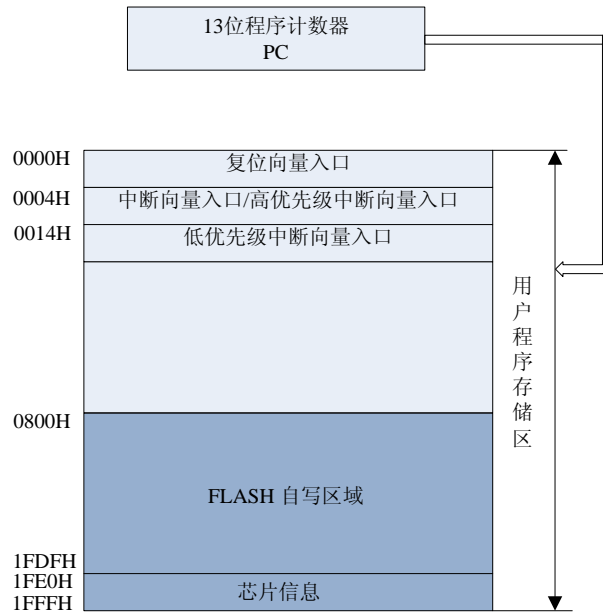 13位程序计数器
PC
0000H
复位向量入口
0004H
中断向量入口/高优先级中断向量入口
0014H
低优先级中断向量入口
用户程序存储区
0800H
FLASH 自写区域
1FDFH
1FE0H
芯片信息
1FFFH